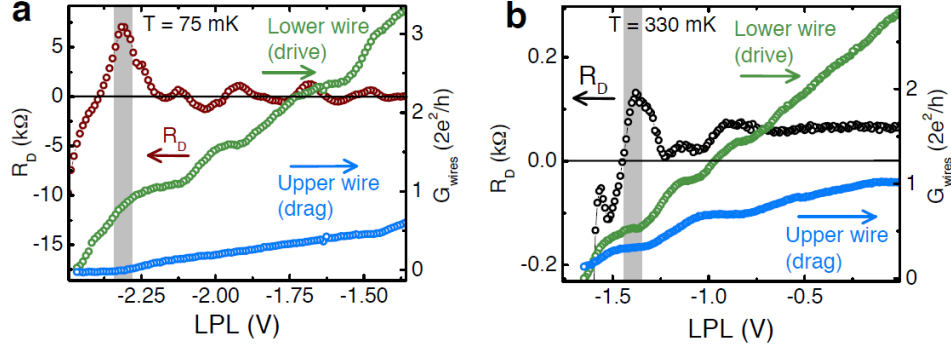 a
T = 75 mK
Lower wire
(drive)
R_D
Upper wire
(drag)
R_D (kΩ)
5
0
-5
-10
-15
G_wires (2e²/h)
3
2
1
0
-2.25
-2.00
-1.75
-1.50
LPL (V)
b
T = 330 mK
Lower wire
(drive)
R_D
Upper wire
(drag)
R_D (kΩ)
0.2
0.0
-0.2
G_wires (2e²/h)
2
1
0
-1.5
-1.0
-0.5
0.0
LPL (V)